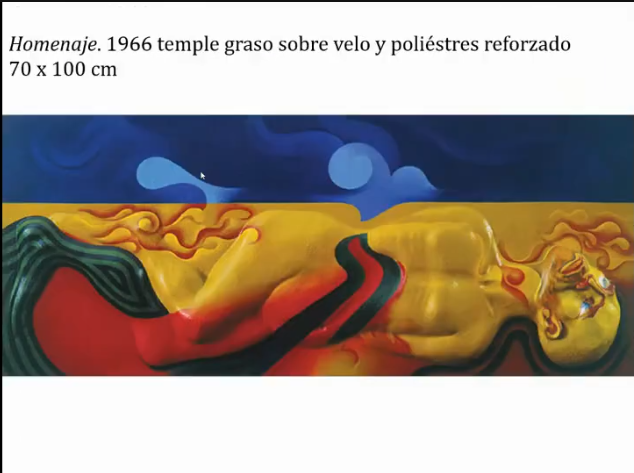 Homenaje. 1966 temple graso sobre velo y poliéstres reforzado
70 x 100 cm